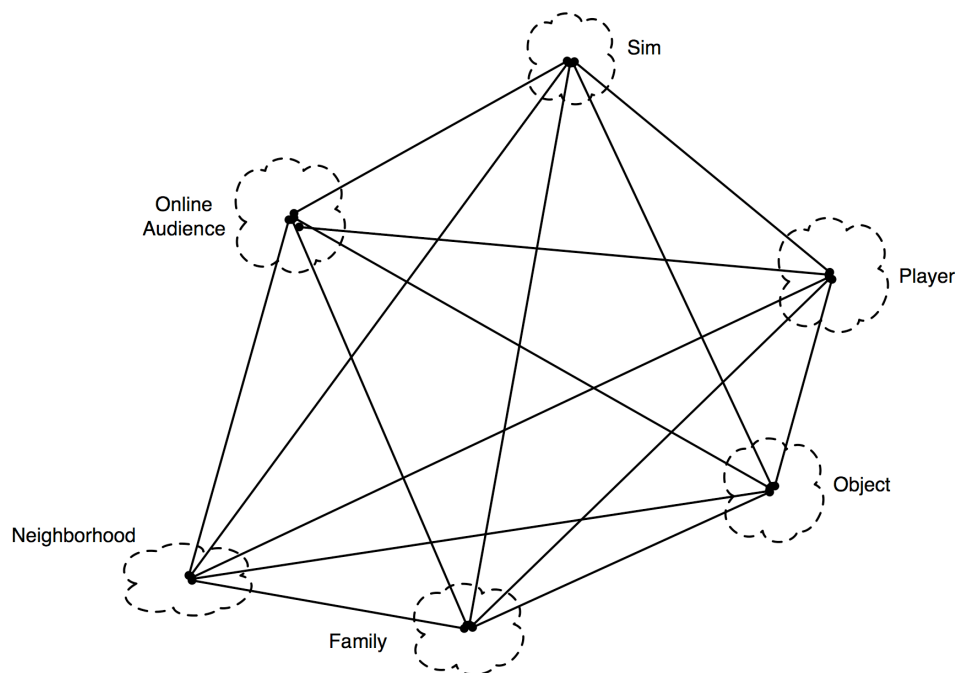 Sim
Online
Audience
Player
Object
Neighborhood
Family